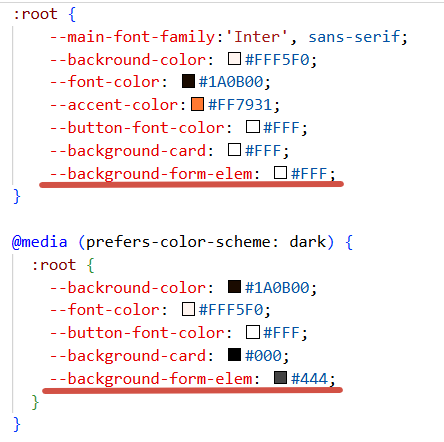 :root {
--main-font-family:'Inter', sans-serif;
--backround-color: #FFF5F0;
--font-color: #1A0B00;
--accent-color:#FF7931;
--button-font-color: #FFF;
--background-card: #FFF;
--background-form-elem: #FFF;
}
@media (prefers-color-scheme: dark) {
:root {
--backround-color: #1A0B00;
--font-color: #FFF5F0;
--button-font-color: #FFF;
--background-card: #000;
--background-form-elem: #444;
}
}